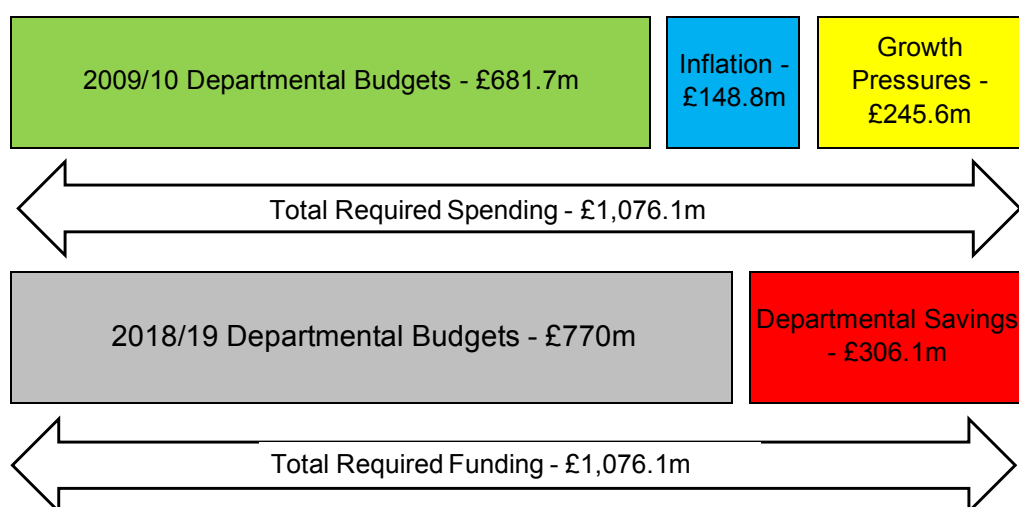 2009/10 Departmental Budgets - £681.7m
Inflation -
£148.8m
Growth
Pressures -
£245.6m
Total Required Spending - £1,076.1m
2018/19 Departmental Budgets - £770m
Departmental Savings
- £306.1m
Total Required Funding - £1,076.1m